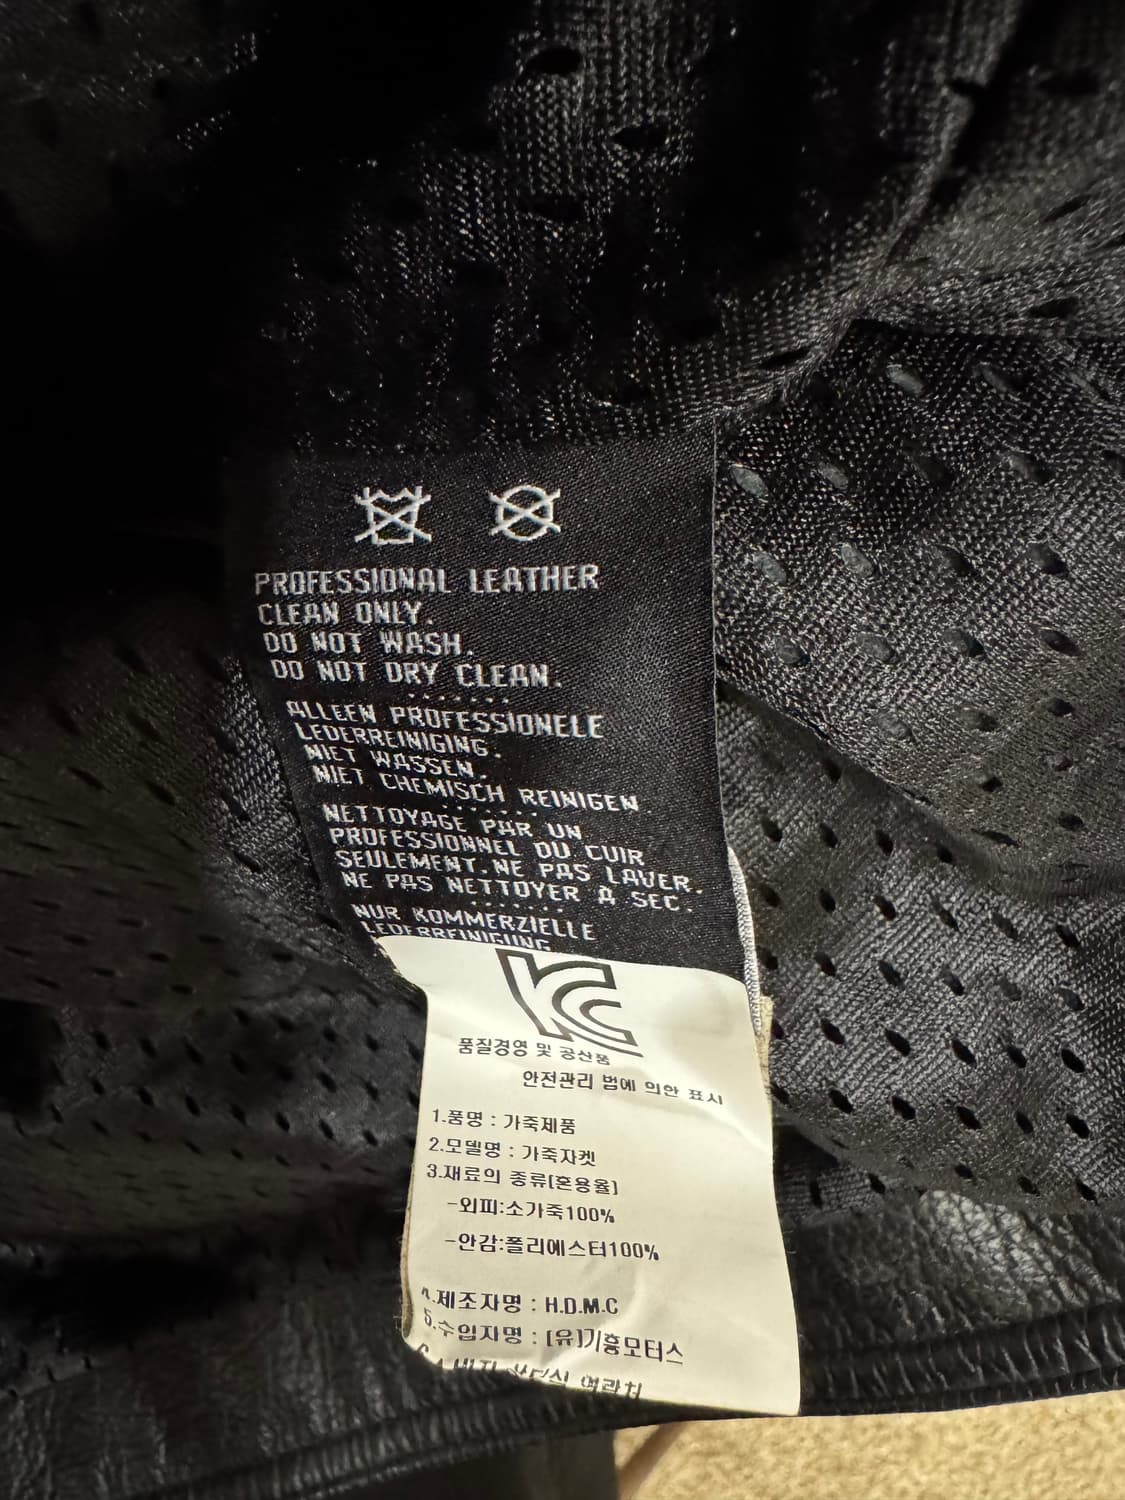 PROFESSIONAL LEATHER
CLEAN ONLY.
DO NOT WASH.
DO NOT DRY CLEAN.
ALLEEN PROFESSIONELE
LEDERREINIGING.
NIET WASSEN.
NIET CHEMISCH REINIGEN
NETTOYAGE PAR UN
PROFESSIONNEL DU CUIR
SEULEMENT. NE PAS LAVER.
NE PAS NETTOYER A SEC.
NUR KOMMERZIELLE
LEDERREINIGUNG
KC
품질경영 및 공산품
안전관리 법에 의한 표시
1.품명 : 가죽제품
2.모델명 : 가죽자켓
3.재료의 종류[혼용율]
-외피:소가죽100%
-안감:폴리에스터100%
4.제조자명 : H.D.M.C
5.수입자명 : [유]기흥모터스
연락처